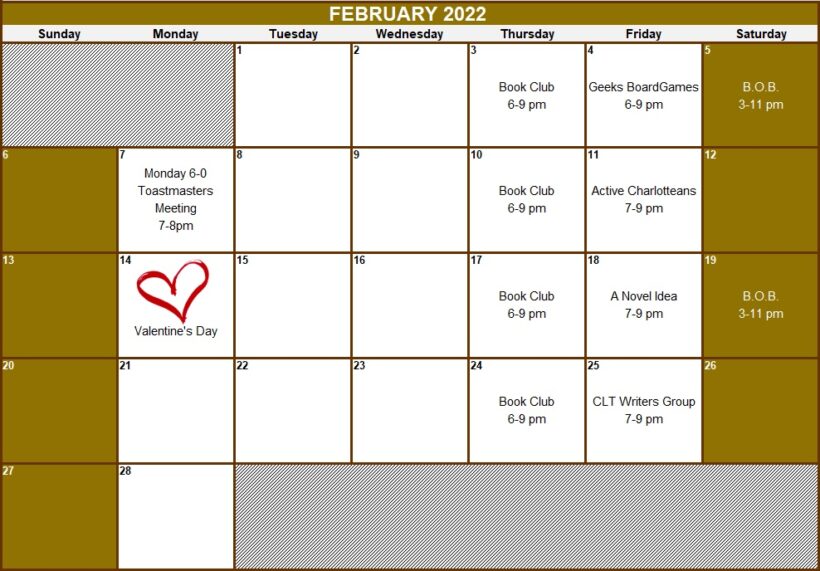 FEBRUARY 2022
Sunday Monday Tuesday Wednesday Thursday Friday Saturday
1 2 3 4 5
Book Club Geeks BoardGames B.O.B.
6-9 pm 6-9 pm 3-11 pm
6 7 8 9 10 11 12
Monday 6-0
Toastmasters Book Club Active Charlotteans
Meeting 6-9 pm 7-9 pm
7-8pm
13 14 15 16 17 18 19
Book Club A Novel Idea B.O.B.
6-9 pm 7-9 pm 3-11 pm
Valentine's Day
20 21 22 23 24 25 26
Book Club CLT Writers Group
6-9 pm 7-9 pm
27 28